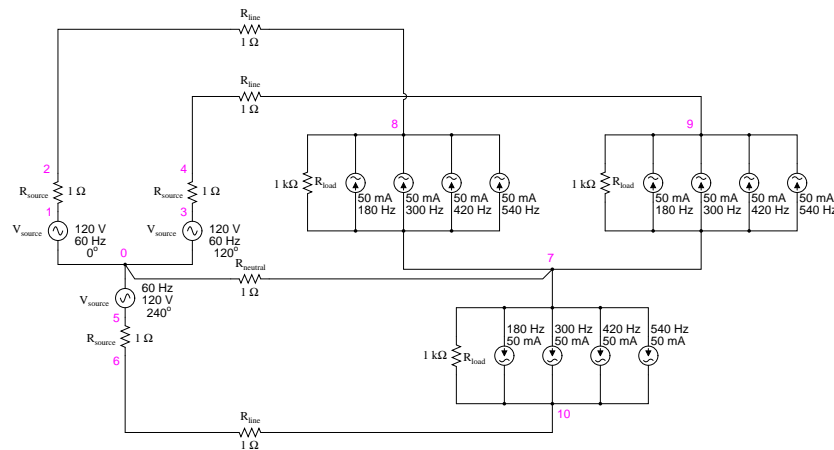 R_line
1 Ω
R_line
1 Ω
8
9
1 kΩ
R_load
50 mA
180 Hz
50 mA
300 Hz
50 mA
420 Hz
50 mA
540 Hz
1 kΩ
R_load
50 mA
180 Hz
50 mA
300 Hz
50 mA
420 Hz
50 mA
540 Hz
2
R_source
1 Ω
1
V_source
120 V
60 Hz
0°
4
R_source
1 Ω
3
V_source
120 V
60 Hz
120°
0
R_neutral
1 Ω
7
60 Hz
120 V
240°
V_source
5
R_source
1 Ω
6
1 kΩ
R_load
180 Hz
50 mA
300 Hz
50 mA
420 Hz
50 mA
540 Hz
50 mA
10
R_line
1 Ω